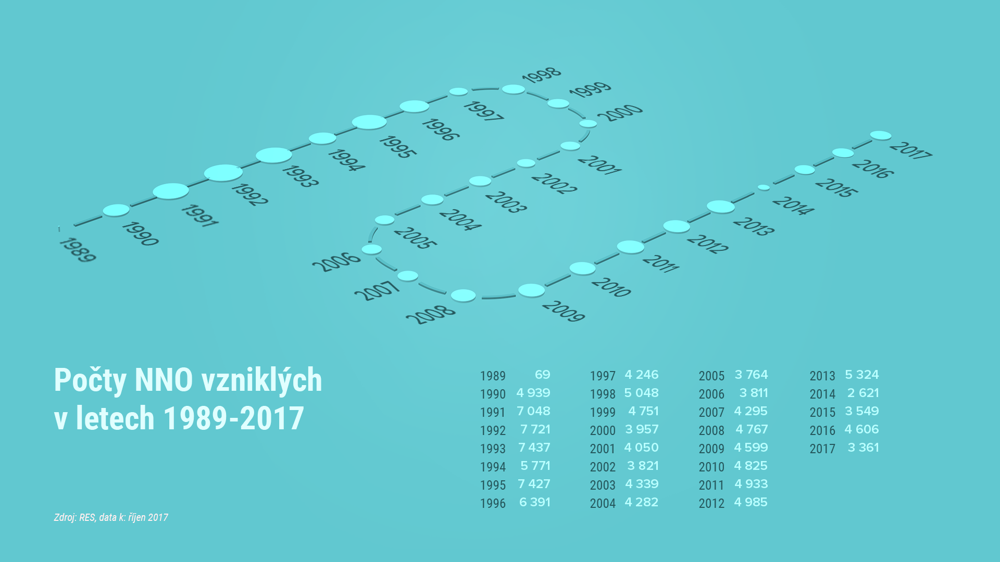 1998
1999
1997
2000
1996
1995
2017
1994
2001
2016
1993
2002
2015
1992
2003
2014
1991
2004
2013
1990
2005
2012
1989
2006
2011
2007
2010
2008
2009
Počty NNO vzniklých
v letech 1989-2017
1989 69 1997 4 246 2005 3 764 2013 5 324
1990 4 939 1998 5 048 2006 3 811 2014 2 621
1991 7 048 1999 4 751 2007 4 295 2015 3 549
1992 7 721 2000 3 957 2008 4 767 2016 4 606
1993 7 437 2001 4 050 2009 4 599 2017 3 361
1994 5 771 2002 3 821 2010 4 825
1995 7 427 2003 4 339 2011 4 933
1996 6 391 2004 4 282 2012 4 985
Zdroj: RES, data k: říjen 2017